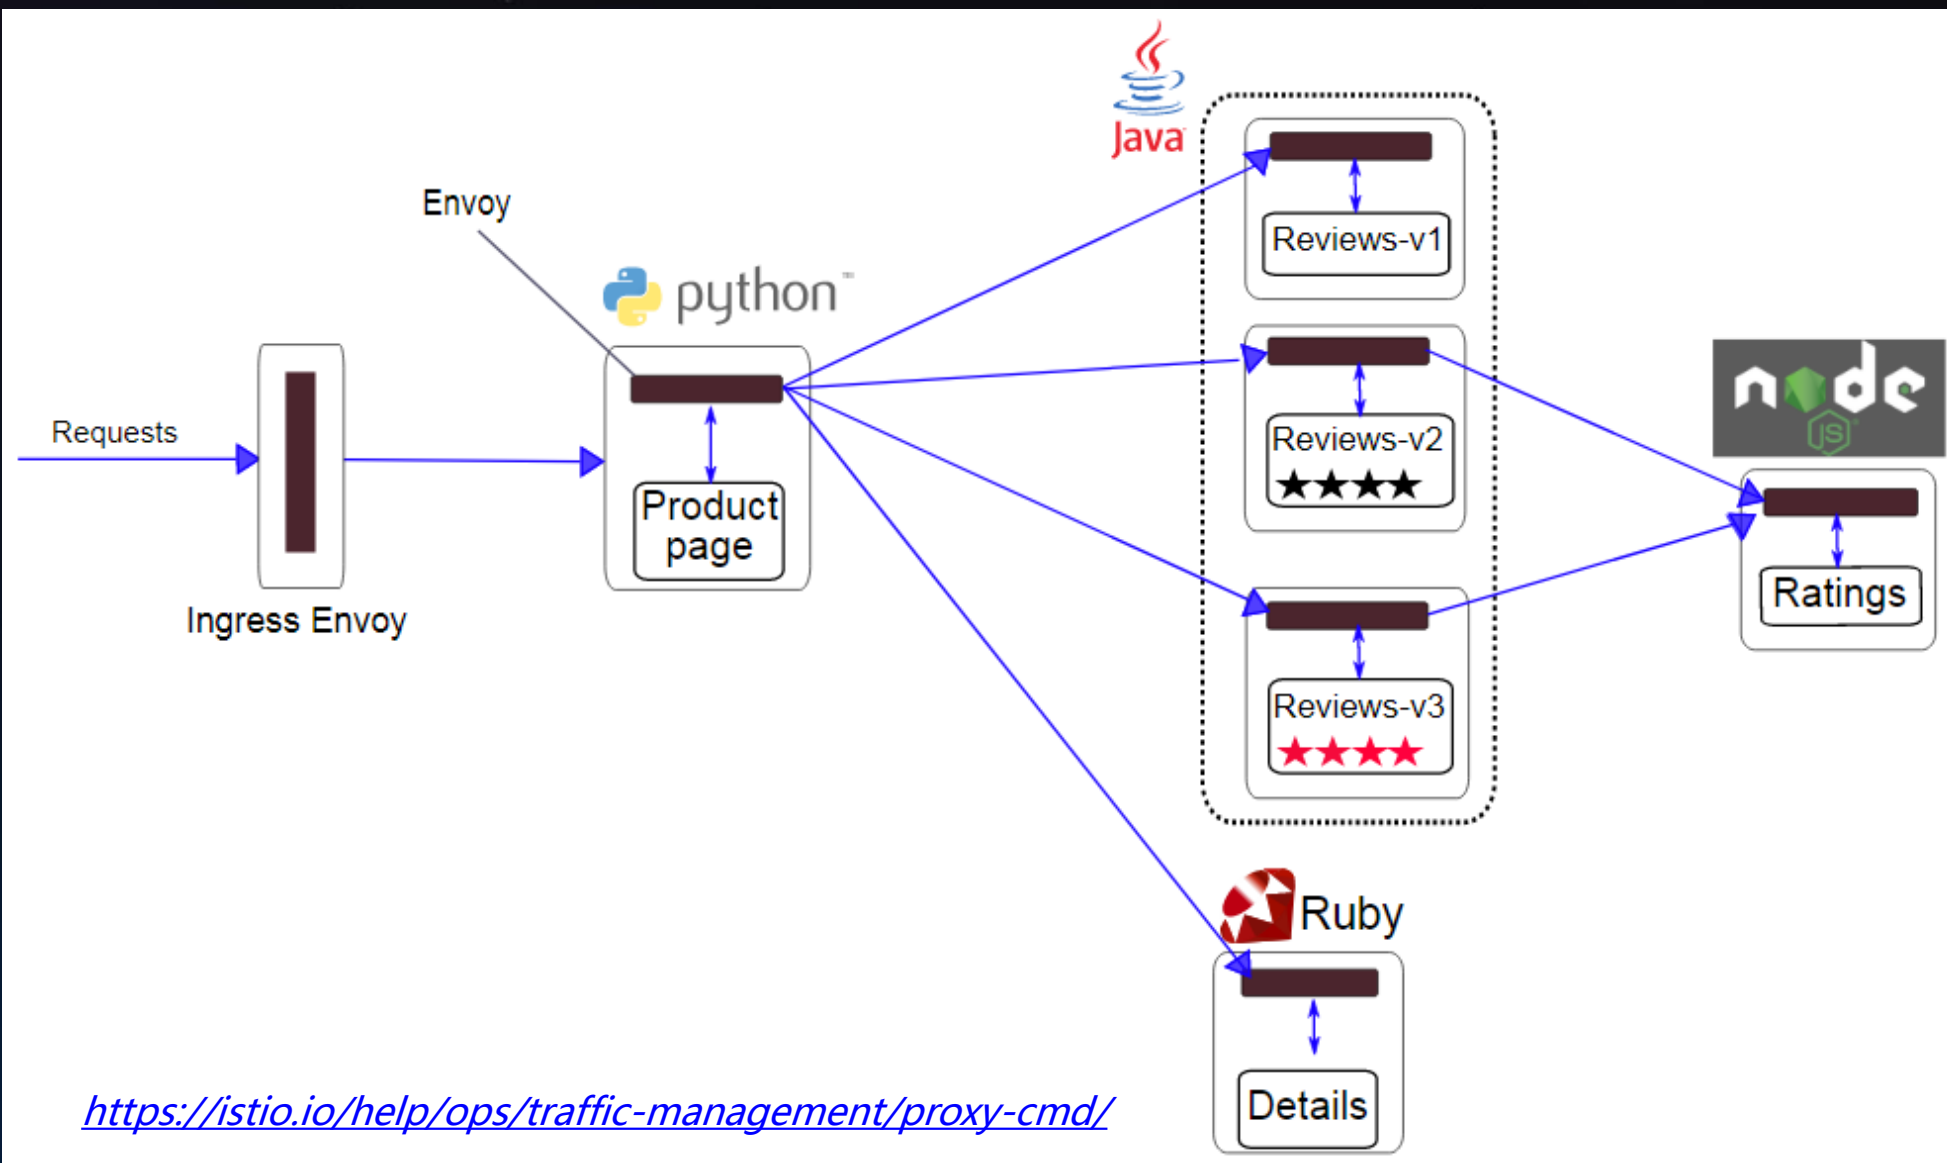 Java
Envoy
python™
Requests
Ingress Envoy
Product
page
Reviews-v1
Reviews-v2
Reviews-v3
node
JS
Ratings
Ruby
Details
https://istio.io/help/ops/traffic-management/proxy-cmd/